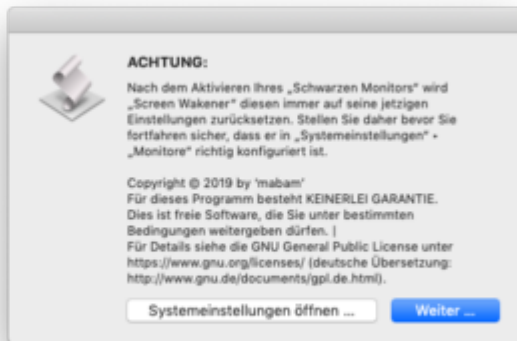 ACHTUNG:
Nach dem Aktivieren Ihres „Schwarzen Monitors" wird
„Screen Wakener" diesen immer auf seine jetzigen
Einstellungen zurücksetzen. Stellen Sie daher bevor Sie
fortfahren sicher, dass er in „Systemeinstellungen" -
„Monitore" richtig konfiguriert ist.
Copyright © 2019 by 'mabam'
Für dieses Programm besteht KEINERLEI GARANTIE.
Dies ist freie Software, die Sie unter bestimmten
Bedingungen weitergeben dürfen. |
Für Details siehe die GNU General Public License unter
https://www.gnu.org/licenses/ (deutsche Übersetzung:
http://www.gnu.de/documents/gpl.de.html).
Systemeinstellungen öffnen ... Weiter ...